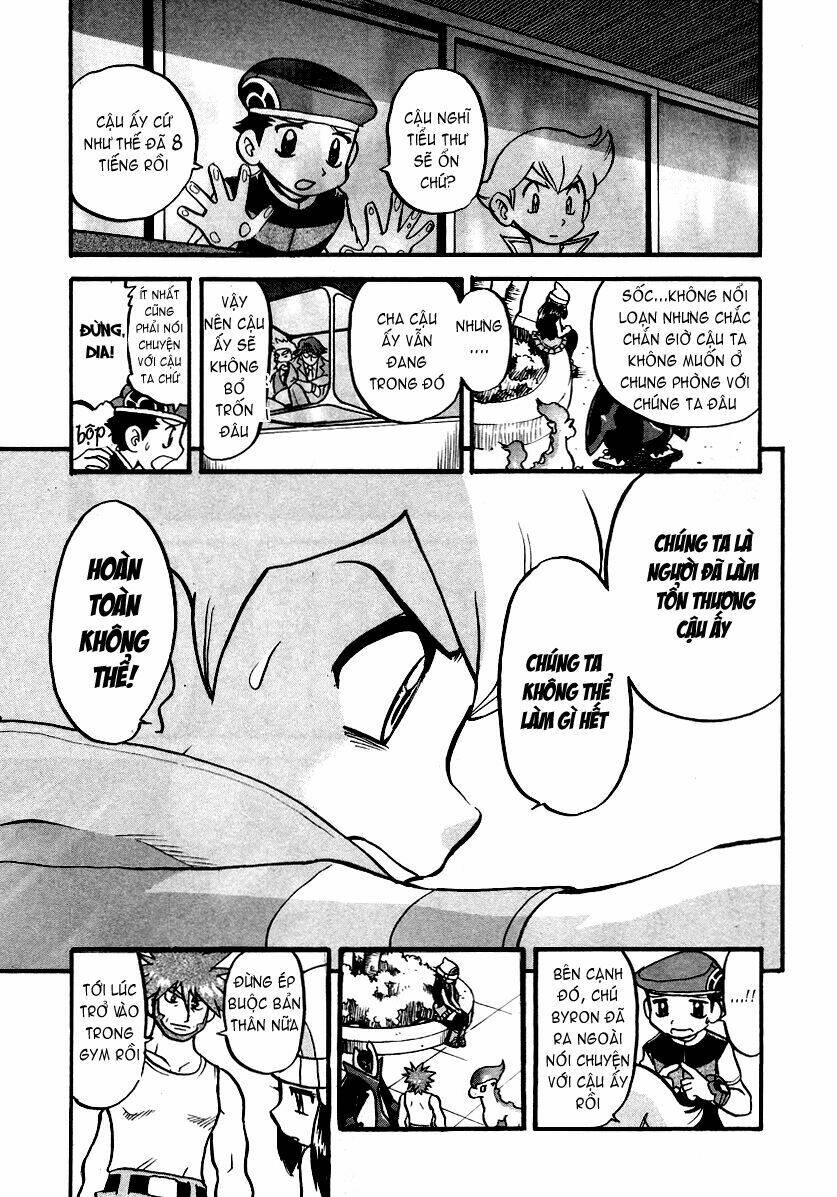 CẬU NGHĨ
TIỂU THƯ
SẼ ỔN
CHỨ?
CẬU ẤY CỨ
NHƯ THẾ ĐÃ 8
TIẾNG RỒI
SỐC...KHÔNG NỔI
LOẠN NHƯNG CHẮC
CHẮN GIỜ CẬU TA
KHÔNG MUỐN Ở
CHUNG PHÒNG VỚI
CHÚNG TA ĐÂU
NHƯNG
....
CHA CẬU
ẤY VẪN
ĐANG
TRONG ĐÓ
VẬY
NÊN CẬU
ẤY SẼ
KHÔNG
BỎ
TRỐN
ĐÂU
ÍT NHẤT
CŨNG
PHẢI NÓI
CHUYỆN
VỚI CẬU
TA CHỨ
ĐỪNG,
DIA!
bộp
CHÚNG TA LÀ
NGƯỜI ĐÃ LÀM
TỔN THƯƠNG
CẬU ẤY
CHÚNG TA
KHÔNG THỂ
LÀM GÌ HẾT
HOÀN
TOÀN
KHÔNG
THỂ!
...!!
BÊN CẠNH
ĐÓ, CHÚ
BYRON ĐÃ
RA NGOÀI
NÓI CHUYỆN
VỚI CẬU ẤY
RỒI
ĐỪNG ÉP
BUỘC BẢN
THÂN NỮA
TỚI LÚC
TRỞ VÀO
TRONG
GYM RỒI